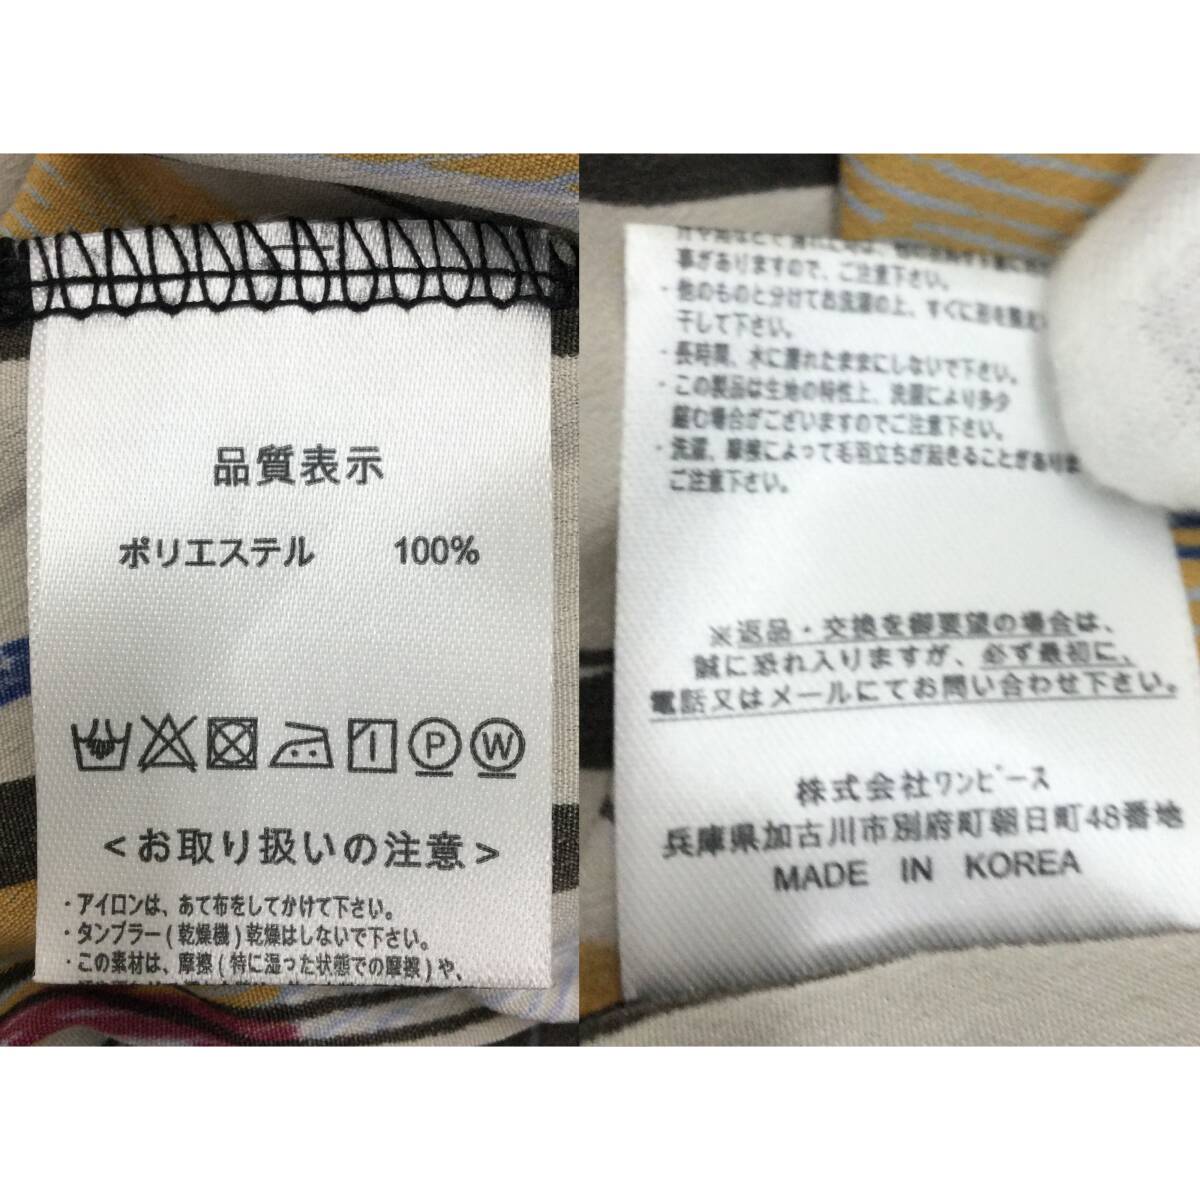 品質表示
ポリエステル 100%
P W
<お取り扱いの注意>
・アイロンは、あて布をしてかけて下さい。
・タンブラー(乾燥機)乾燥はしないで下さい。
・この素材は、摩擦(特に湿った状態での摩擦)や、
事がありますので、ご注意下さい。
・他のものと分けてお洗濯の上、すぐに形を整え
干して下さい。
・長時間、水に濡れたままにしないで下さい。
・この製品は生地の特性上、洗濯により多少
縮む場合がございますのでご注意下さい。
・洗濯、摩擦によって毛羽立ちが起きることがありま
ご注意下さい。
※返品・交換を御要望の場合は、
誠に恐れ入りますが、必ず最初に、
電話又はメールにてお問い合わせ下さい。
株式会社ワンピース
兵庫県加古川市別府町朝日町48番地
MADE IN KOREA